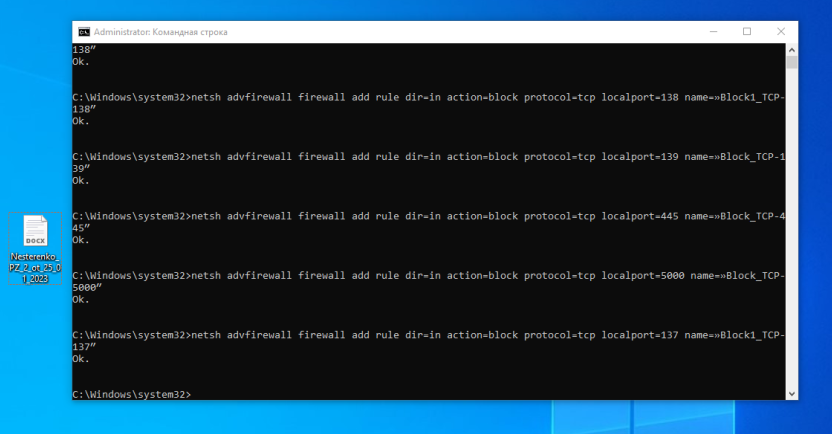 Administrator: Командная строка
138”
Ok.
C:\Windows\system32>netsh advfirewall firewall add rule dir=in action=block protocol=tcp localport=138 name=»Block1_TCP-
138”
Ok.
C:\Windows\system32>netsh advfirewall firewall add rule dir=in action=block protocol=tcp localport=139 name=»Block_TCP-1
39”
Ok.
C:\Windows\system32>netsh advfirewall firewall add rule dir=in action=block protocol=tcp localport=445 name=»Block_TCP-4
45”
Ok.
C:\Windows\system32>netsh advfirewall firewall add rule dir=in action=block protocol=tcp localport=5000 name=»Block_TCP-
5000”
Ok.
C:\Windows\system32>netsh advfirewall firewall add rule dir=in action=block protocol=tcp localport=137 name=»Block1_TCP-
137”
Ok.
C:\Windows\system32>
DOCX
Nesterenko_
PZ_2_ot_25_0
1_2023